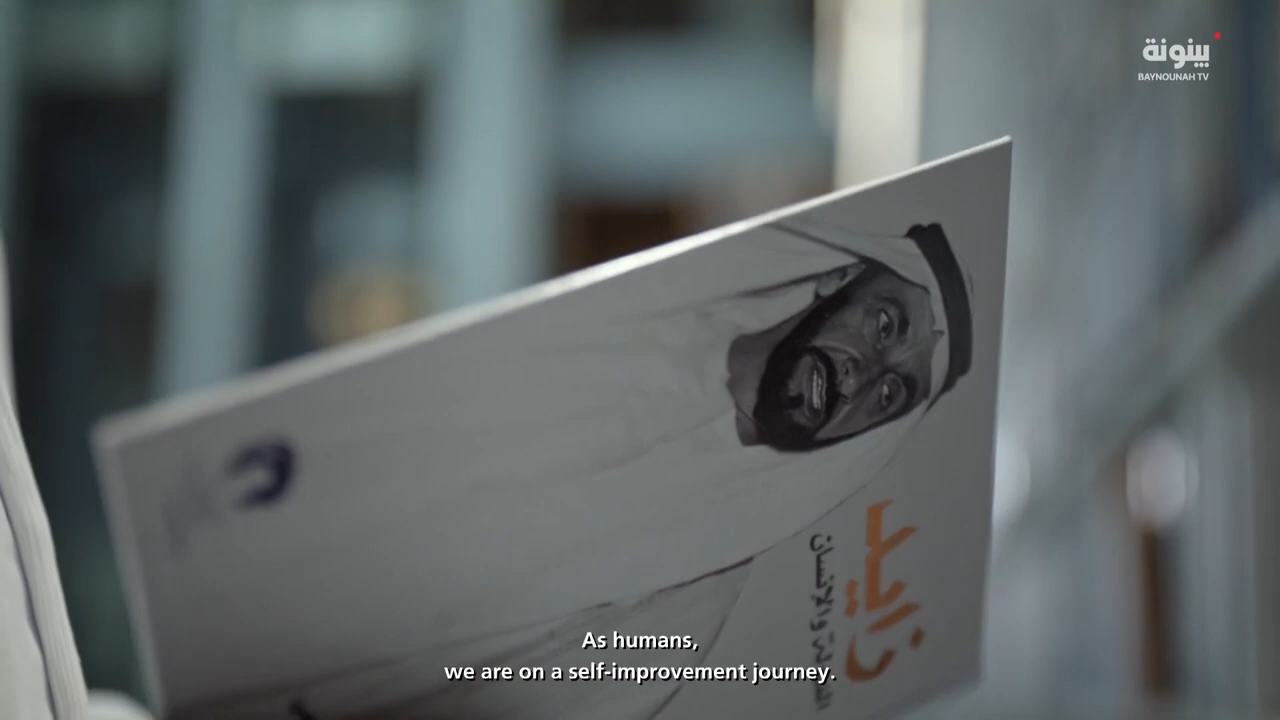 بينونة
BAYNOUNAH TV
زايد
القائد والإنسان
As humans,
we are on a self-improvement journey.